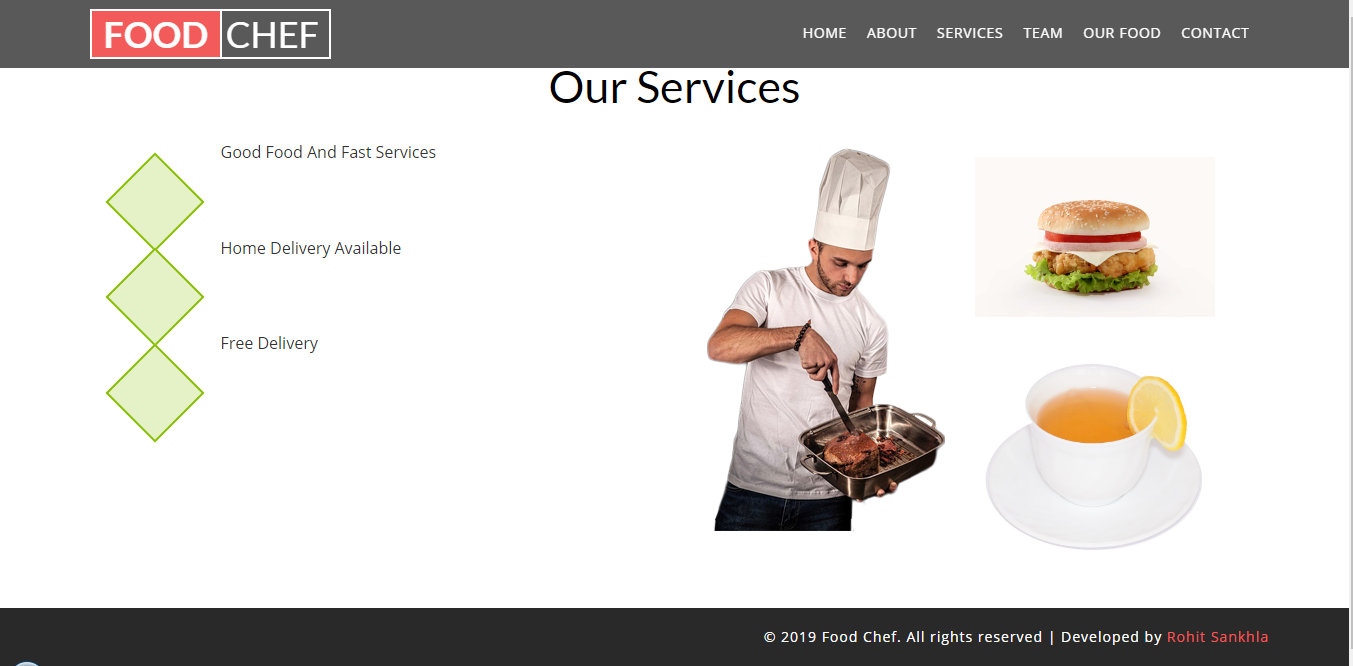 FOOD CHEF
HOME ABOUT SERVICES TEAM OUR FOOD CONTACT
Our Services
Good Food And Fast Services
Home Delivery Available
Free Delivery
© 2019 Food Chef. All rights reserved | Developed by Rohit Sankhla